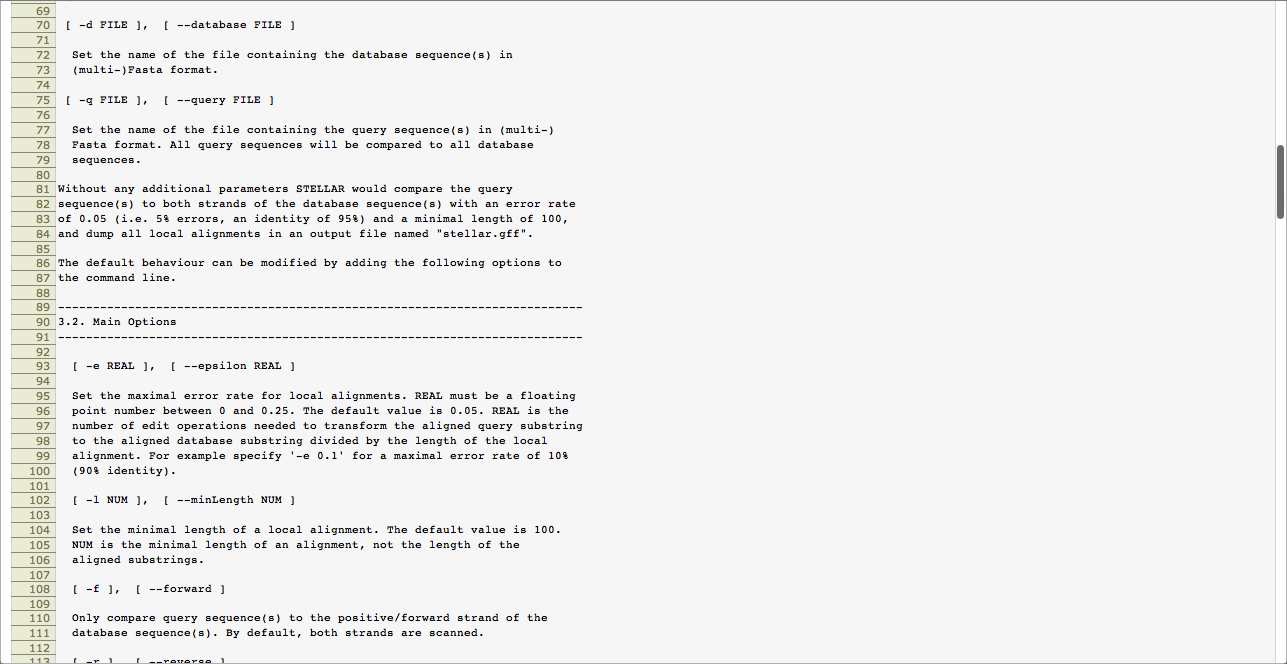 69
70 [ -d FILE ],  [ --database FILE ]
71
72 Set the name of the file containing the database sequence(s) in
73 (multi-)Fasta format.
74
75 [ -q FILE ],  [ --query FILE ]
76
77 Set the name of the file containing the query sequence(s) in (multi-)
78 Fasta format. All query sequences will be compared to all database
79 sequences.
80
81 Without any additional parameters STELLAR would compare the query
82 sequence(s) to both strands of the database sequence(s) with an error rate
83 of 0.05 (i.e. 5% errors, an identity of 95%) and a minimal length of 100,
84 and dump all local alignments in an output file named "stellar.gff".
85
86 The default behaviour can be modified by adding the following options to
87 the command line.
88
89 ---------------------------------------------------------------------------
90 3.2. Main Options
91 ---------------------------------------------------------------------------
92
93 [ -e REAL ],  [ --epsilon REAL ]
94
95 Set the maximal error rate for local alignments. REAL must be a floating
96 point number between 0 and 0.25. The default value is 0.05. REAL is the
97 number of edit operations needed to transform the aligned query substring
98 to the aligned database substring divided by the length of the local
99 alignment. For example specify '-e 0.1' for a maximal error rate of 10%
100 (90% identity).
101
102 [ -l NUM ],  [ --minLength NUM ]
103
104 Set the minimal length of a local alignment. The default value is 100.
105 NUM is the minimal length of an alignment, not the length of the
106 aligned substrings.
107
108 [ -f ],  [ --forward ]
109
110 Only compare query sequence(s) to the positive/forward strand of the
111 database sequence(s). By default, both strands are scanned.
112
113 [ -r ],  [ --reverse ]